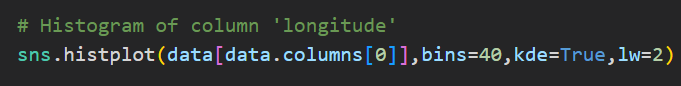 # Histogram of column 'longitude'
sns.histplot(data[data.columns[0]],bins=40,kde=True,lw=2)